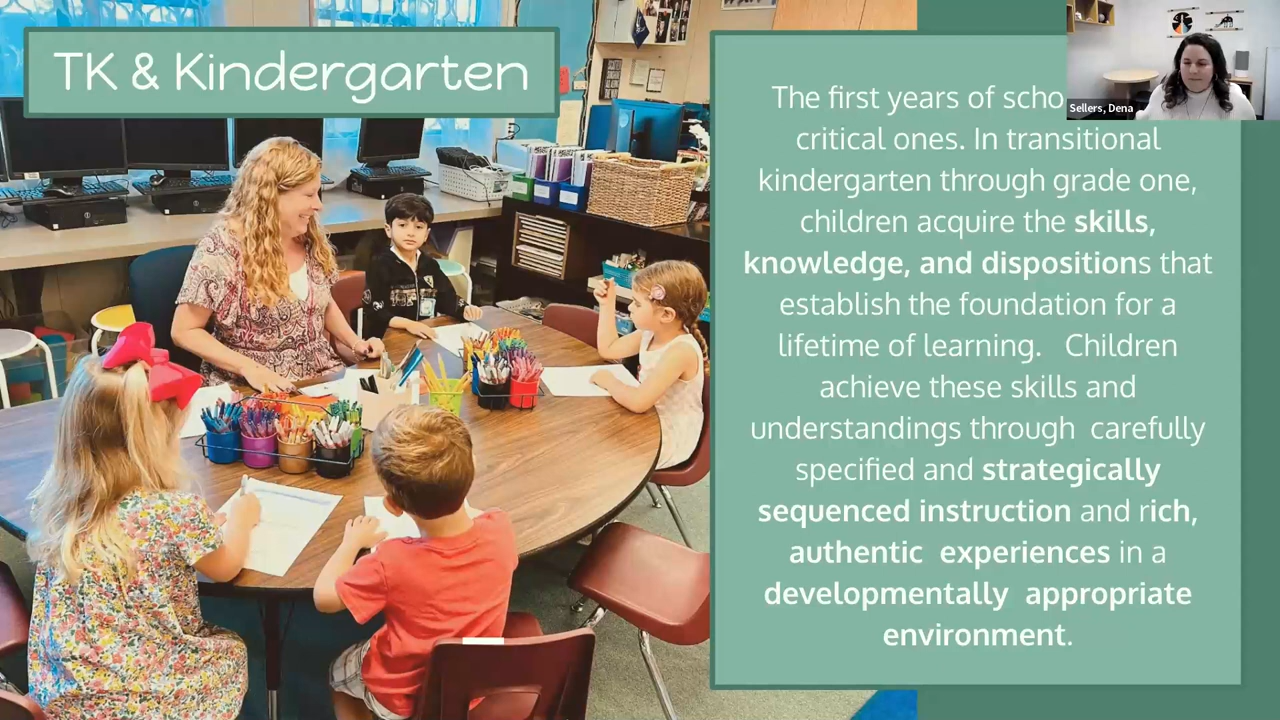 TK & Kindergarten
The first years of scho
Sellers, Dena
critical ones. In transitional
kindergarten through grade one,
children acquire the skills,
knowledge, and dispositions that
establish the foundation for a
lifetime of learning. Children
achieve these skills and
understandings through carefully
specified and strategically
sequenced instruction and rich,
authentic experiences in a
developmentally appropriate
environment.